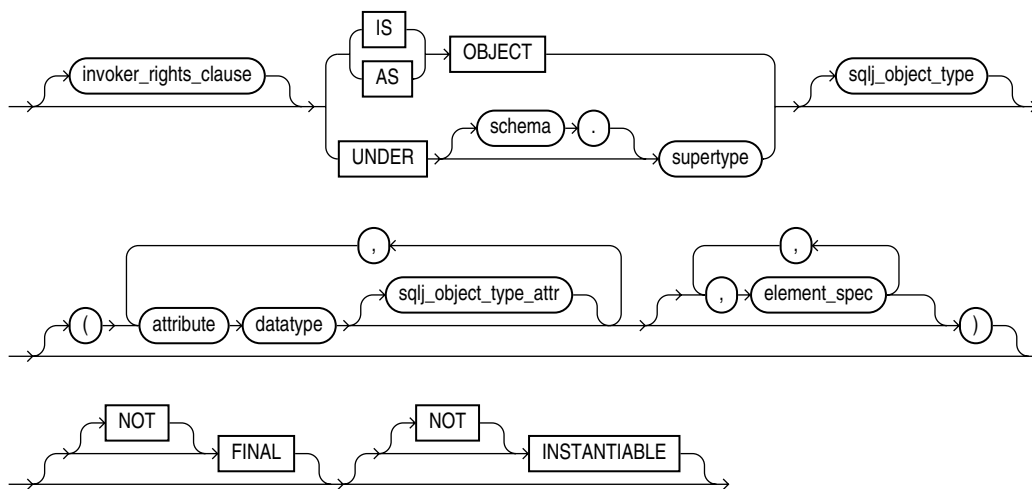 IS
invoker_rights_clause AS OBJECT sqlj_object_type
UNDER schema . supertype
, ,
( attribute datatype sqlj_object_type_attr , element_spec )
NOT FINAL NOT INSTANTIABLE